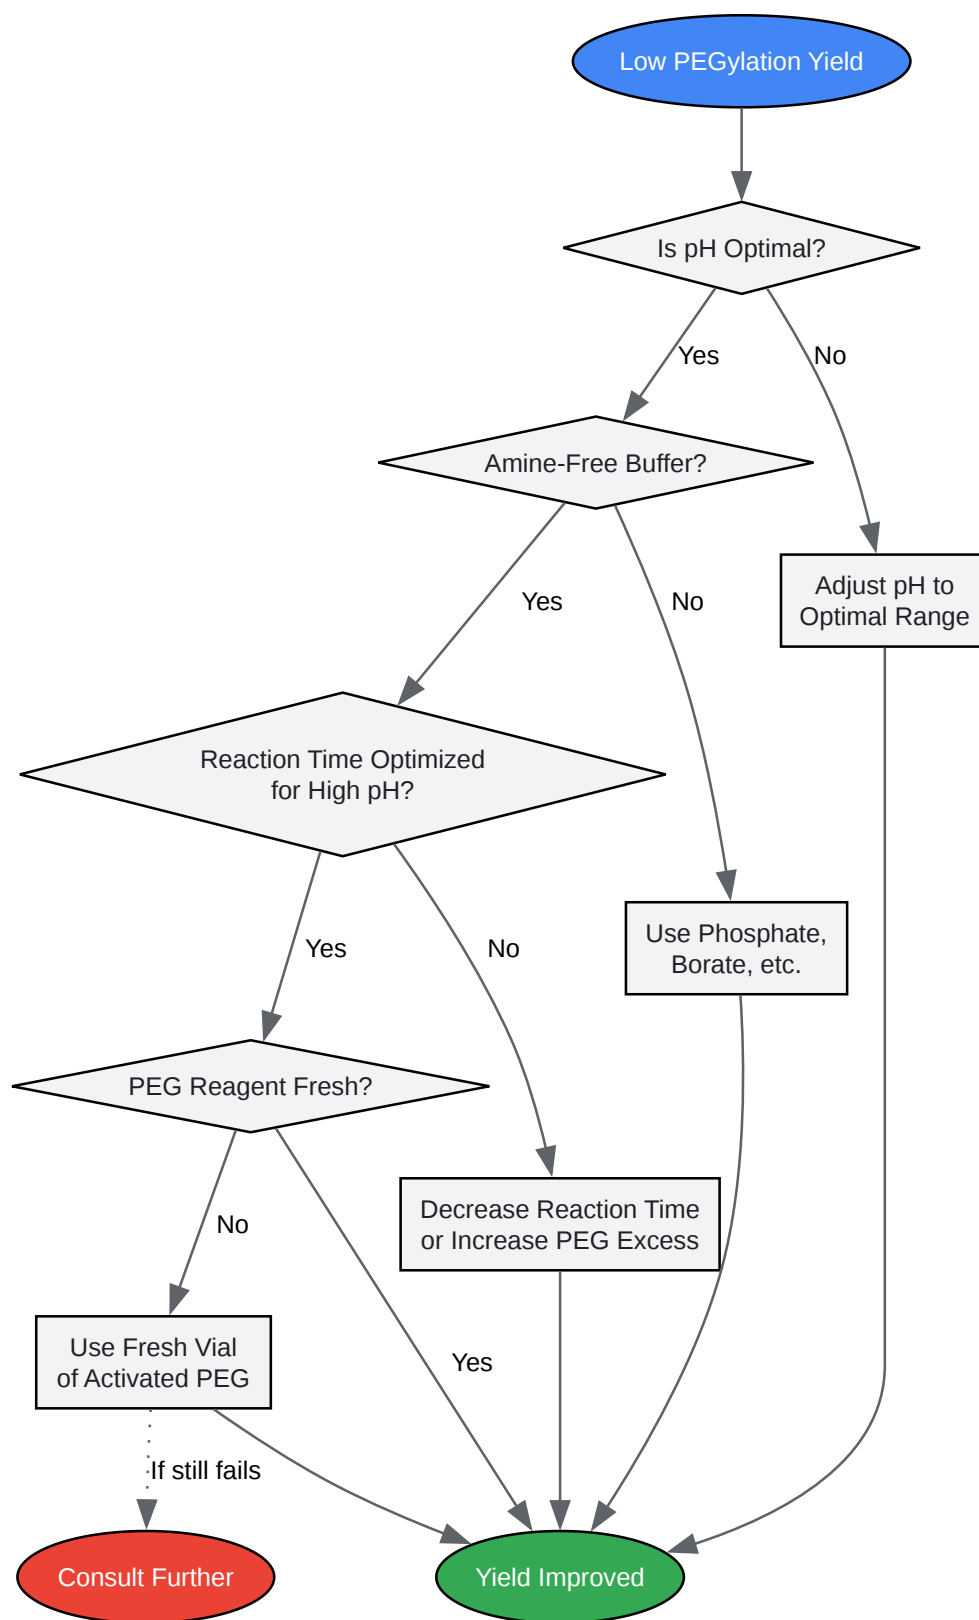 Low PEGylation Yield
Is pH Optimal?
Yes
No
Amine-Free Buffer?
Adjust pH to
Optimal Range
Yes
No
Reaction Time Optimized
for High pH?
Use Phosphate,
Borate, etc.
Yes
No
PEG Reagent Fresh?
Decrease Reaction Time
or Increase PEG Excess
No
Use Fresh Vial
of Activated PEG
Yes
If still fails
Consult Further
Yield Improved